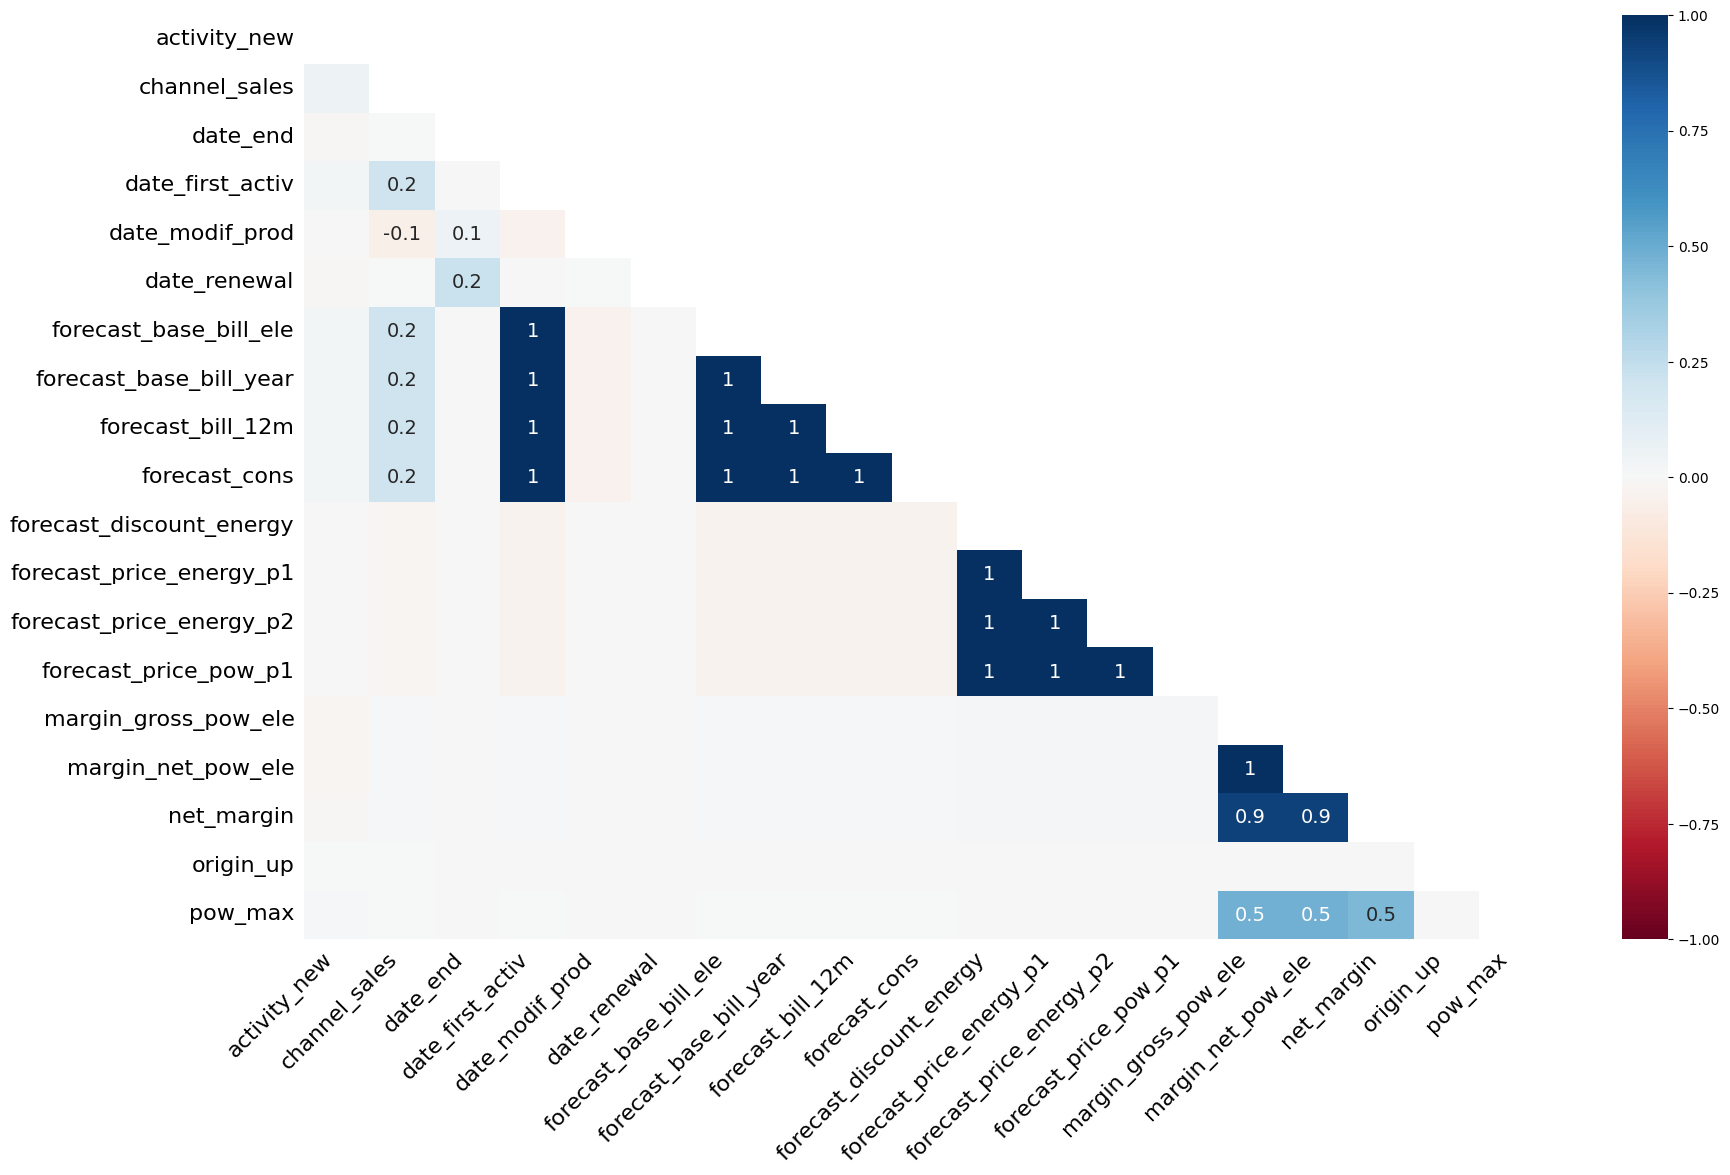 activity_new
channel_sales
date_end
date_first_activ 0.2
date_modif_prod -0.1 0.1
date_renewal 0.2
forecast_base_bill_ele 0.2 1
forecast_base_bill_year 0.2 1 1
forecast_bill_12m 0.2 1 1 1
forecast_cons 0.2 1 1 1 1
forecast_discount_energy
forecast_price_energy_p1 1
forecast_price_energy_p2 1 1
forecast_price_pow_p1 1 1 1
margin_gross_pow_ele
margin_net_pow_ele 1
net_margin 0.9 0.9
origin_up
pow_max 0.5 0.5 0.5
activity_new
channel_sales
date_end
date_first_activ
date_modif_prod
date_renewal
forecast_base_bill_ele
forecast_base_bill_year
forecast_bill_12m
forecast_cons
forecast_discount_energy
forecast_price_energy_p1
forecast_price_energy_p2
forecast_price_pow_p1
margin_gross_pow_ele
margin_net_pow_ele
net_margin
origin_up
pow_max
1.00
0.75
0.50
0.25
0.00
−0.25
−0.50
−0.75
−1.00